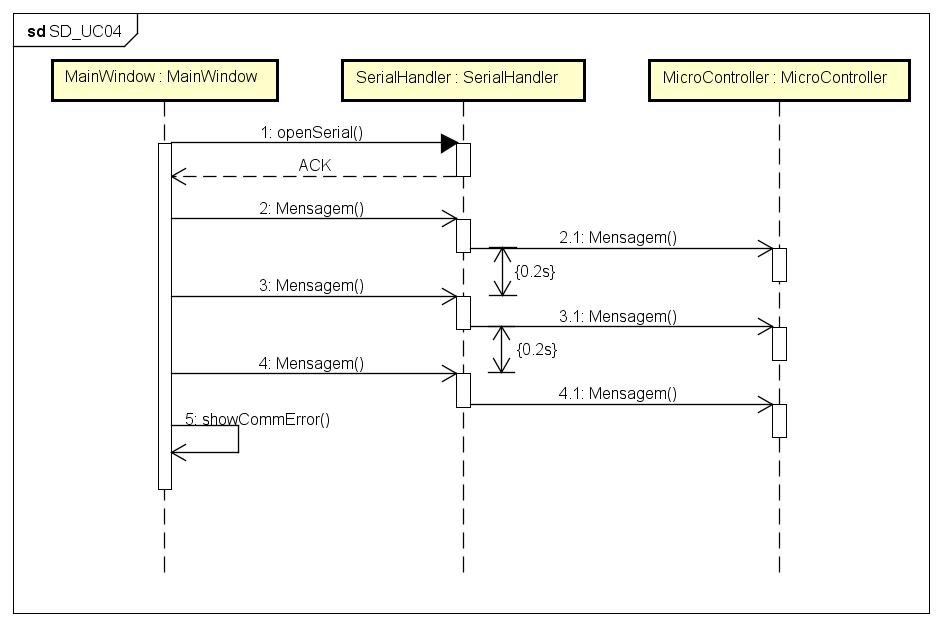 sd SD_UC04
MainWindow : MainWindow
SerialHandler : SerialHandler
MicroController : MicroController
1: openSerial()
ACK
2: Mensagem()
2.1: Mensagem()
{0.2s}
3: Mensagem()
3.1: Mensagem()
{0.2s}
4: Mensagem()
4.1: Mensagem()
5: showCommError()